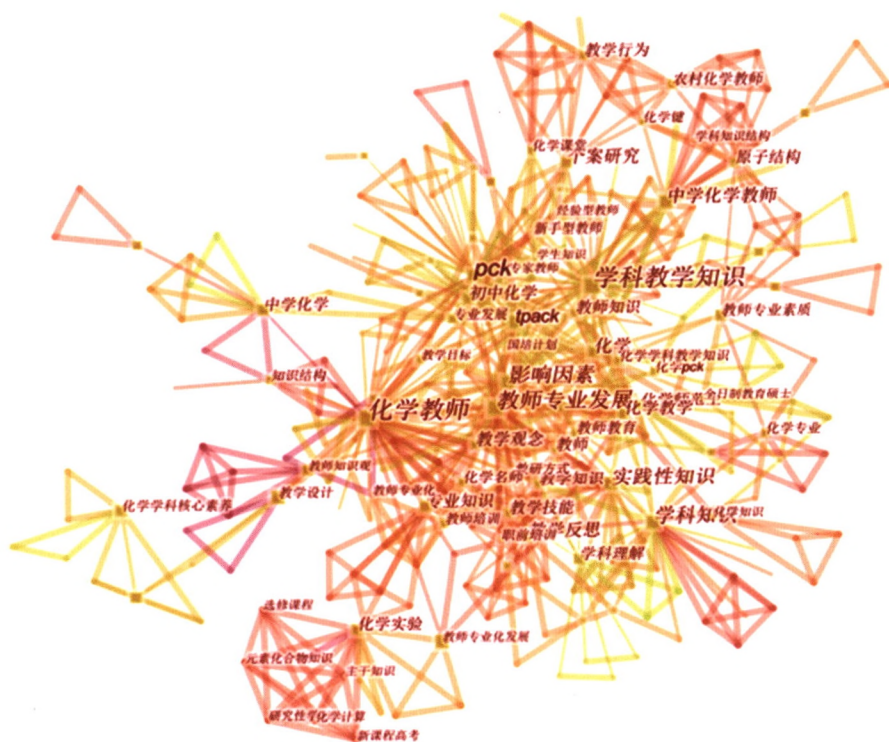 教学行为
农村化学教师
化学键
学科知识结构
化学课堂
个案研究
原子结构
中学化学教师
经验型教师
新手型教师
学生知识
pck
专家教师
学科教学知识
初中化学
教师知识
中学化学
专业发展
tpack
教师专业素质
国培计划
化学
教学目标
化学学科教学知识
化学pck
知识结构
影响因素
教师专业发展
全日制教育硕士
化学教师
化学教学
教师教育
化学专业
教学观念
教师
教师知识观
化学名师
教研方式
教学知识
实践性知识
教学设计
教师专业化
专业知识
化学学科核心素养
教学技能
学科知识
教师培训
教学反思
职前培训
学科理解
选修课程
化学实验
教师专业化发展
元素化合物知识
主干知识
化学计算
新课程高考